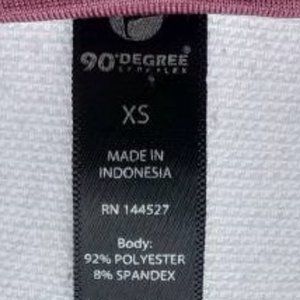 90°DEGREE
XS
MADE IN
INDONESIA
RN 144527
Body:
92% POLYESTER
8% SPANDEX